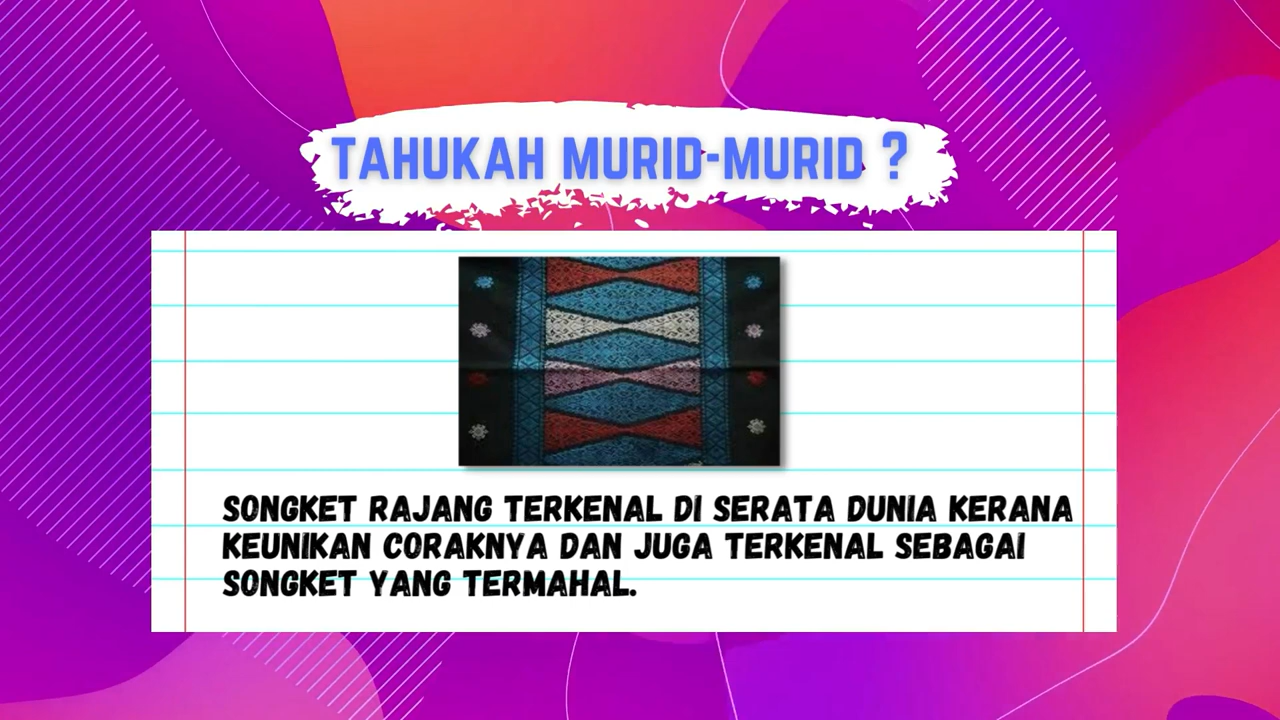 TAHUKAH MURID-MURID ?
SONGKET RAJANG TERKENAL DI SERATA DUNIA KERANA
KEUNIKAN CORAKNYA DAN JUGA TERKENAL SEBAGAI
SONGKET YANG TERMAHAL.